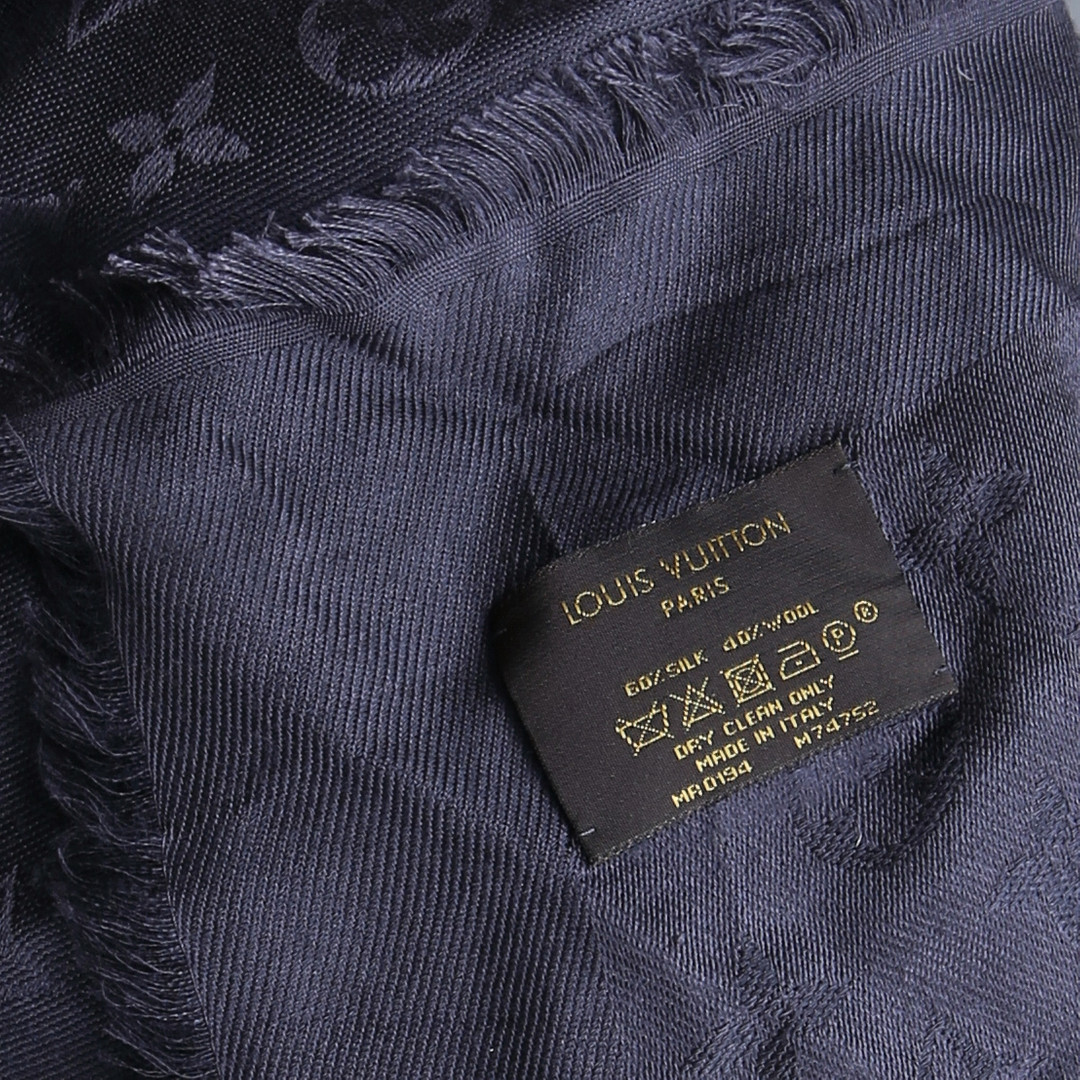 LOUIS VUITTON
PARIS
60%SILK 40%WOOL
P ®
DRY CLEAN ONLY
MADE IN ITALY
MR0194 M74752